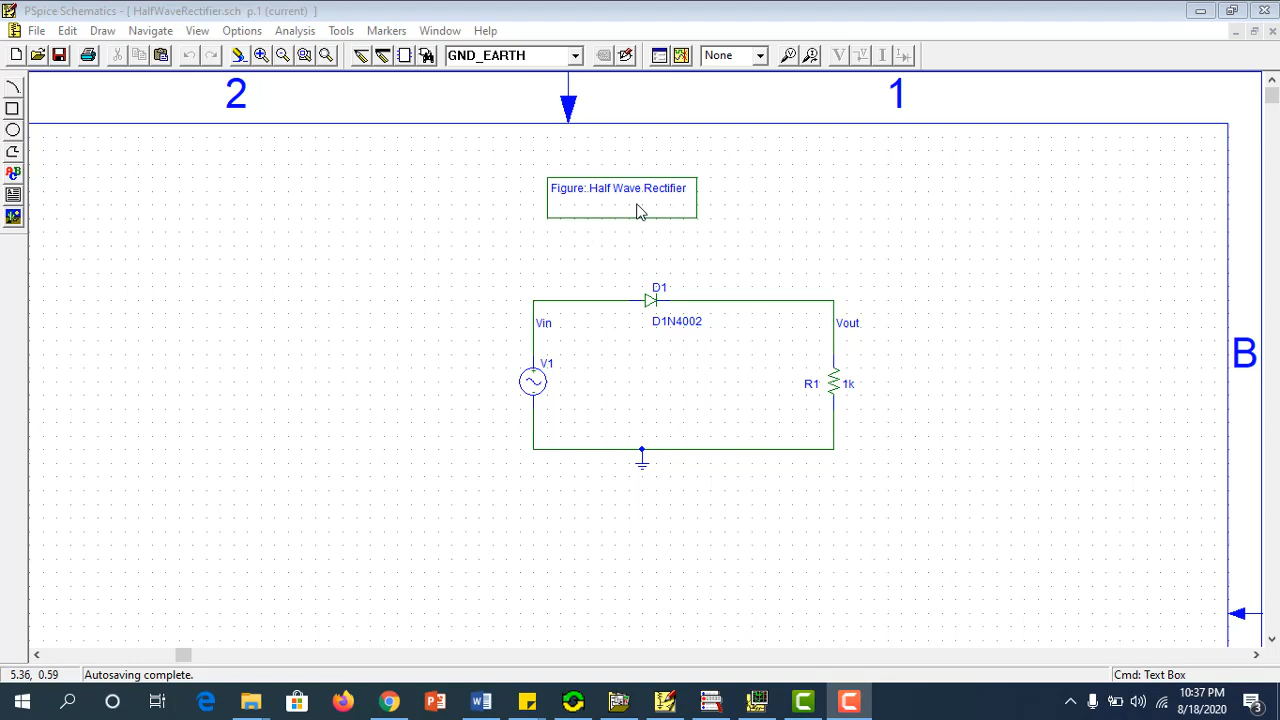 PSpice Schematics - [ HalfWaveRectifier.sch p.1 (current) ]
File Edit Draw Navigate View Options Analysis Tools Markers Window Help
GND_EARTH None
2 1
ABC
Figure: Half Wave Rectifier
D1
D1N4002
Vin Vout
B
V1
R1 1k
5.36, 0.59 Autosaving complete. Cmd: Text Box
10:37 PM
8/18/2020
3